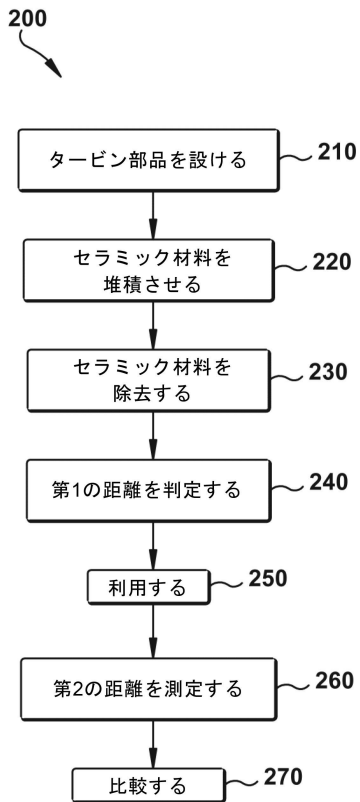 200
タービン部品を設ける
210
セラミック材料を
堆積させる
220
セラミック材料を
除去する
230
第1の距離を判定する
240
利用する
250
第2の距離を測定する
260
比較する
270